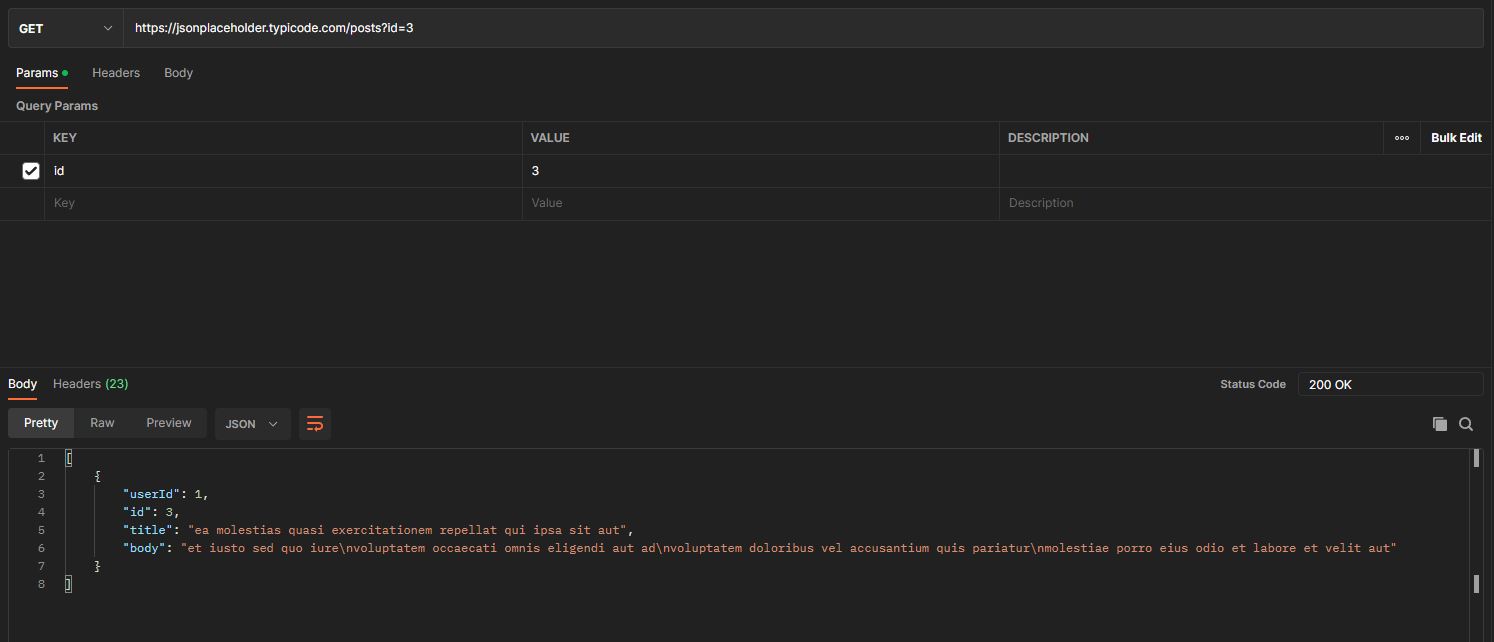 GET https://jsonplaceholder.typicode.com/posts?id=3
Params Headers Body
Query Params
KEY VALUE DESCRIPTION ooo Bulk Edit
id 3
Key Value Description
Body Headers (23) Status Code 200 OK
Pretty Raw Preview JSON
1 [
2 {
3 "userId": 1,
4 "id": 3,
5 "title": "ea molestias quasi exercitationem repellat qui ipsa sit aut",
6 "body": "et iusto sed quo iure\nvoluptatem occaecati omnis eligendi aut ad\nvoluptatem doloribus vel accusantium quis pariatur\nmolestiae porro eius odio et labore et velit aut"
7 }
8 ]